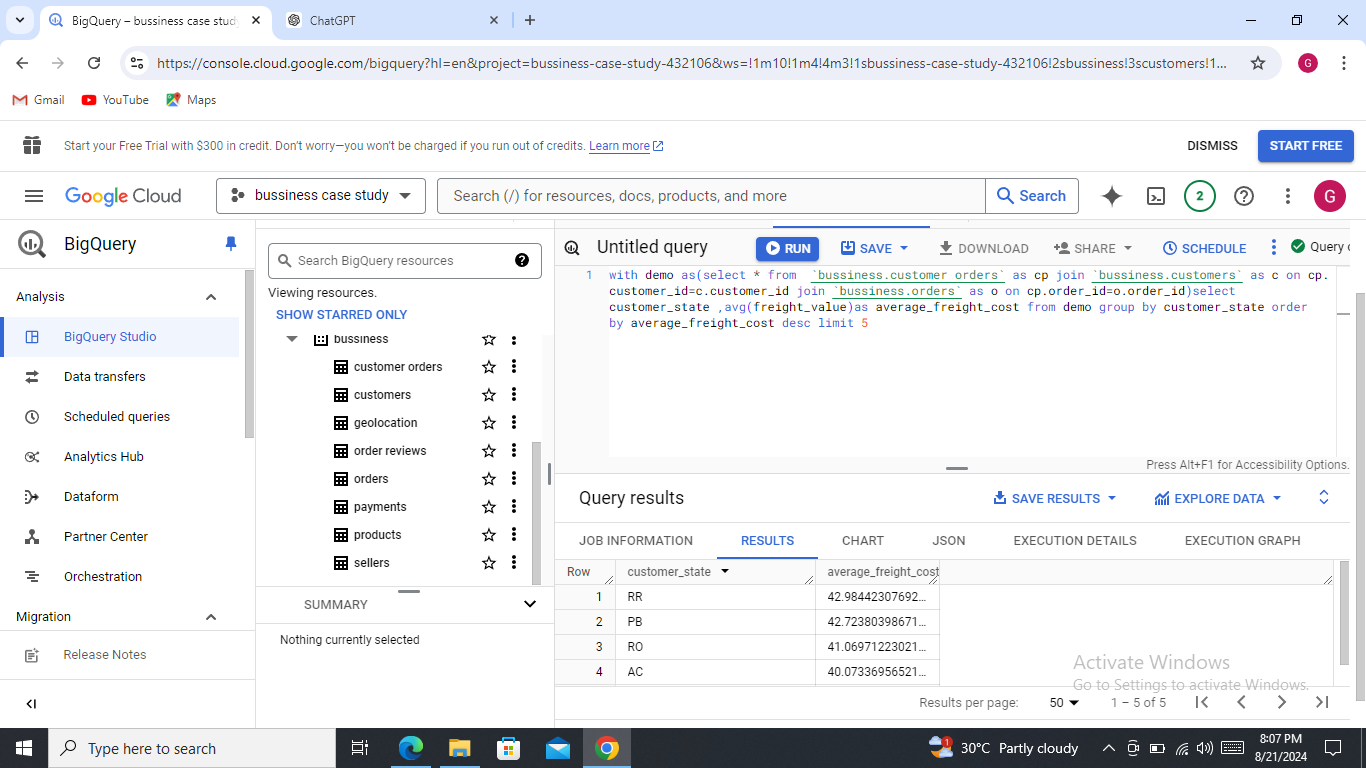 BigQuery – bussiness case stud
ChatGPT
https://console.cloud.google.com/bigquery?hl=en&project=bussiness-case-study-432106&ws=!1m10!1m4!4m3!1sbussiness-case-study-432106!2sbussiness!3scustomers!1...
G
Gmail
YouTube
Maps
Start your Free Trial with $300 in credit. Don't worry—you won't be charged if you run out of credits. Learn more
DISMISS
START FREE
Google Cloud
bussiness case study
Search (/) for resources, docs, products, and more
Search
2
G
BigQuery
Analysis
BigQuery Studio
Data transfers
Scheduled queries
Analytics Hub
Dataform
Partner Center
Orchestration
Migration
Release Notes
Search BigQuery resources
Viewing resources.
SHOW STARRED ONLY
bussiness
customer orders
customers
geolocation
order reviews
orders
payments
products
sellers
SUMMARY
Nothing currently selected
Untitled query
RUN
SAVE
DOWNLOAD
SHARE
SCHEDULE
Query c
1 with demo as(select * from `bussiness.customer orders` as cp join `bussiness.customers` as c on cp.
customer_id=c.customer_id join `bussiness.orders` as o on cp.order_id=o.order_id)select
customer_state ,avg(freight_value)as average_freight_cost from demo group by customer_state order
by average_freight_cost desc limit 5
Press Alt+F1 for Accessibility Options.
Query results
SAVE RESULTS
EXPLORE DATA
JOB INFORMATION
RESULTS
CHART
JSON
EXECUTION DETAILS
EXECUTION GRAPH
Row customer_state average_freight_cost
1 RR 42.98442307692...
2 PB 42.72380398671...
3 RO 41.06971223021...
4 AC 40.07336956521...
Activate Windows
Go to Settings to activate Windows.
Results per page: 50 1 – 5 of 5
Type here to search
1
30°C Partly cloudy
8:07 PM
8/21/2024